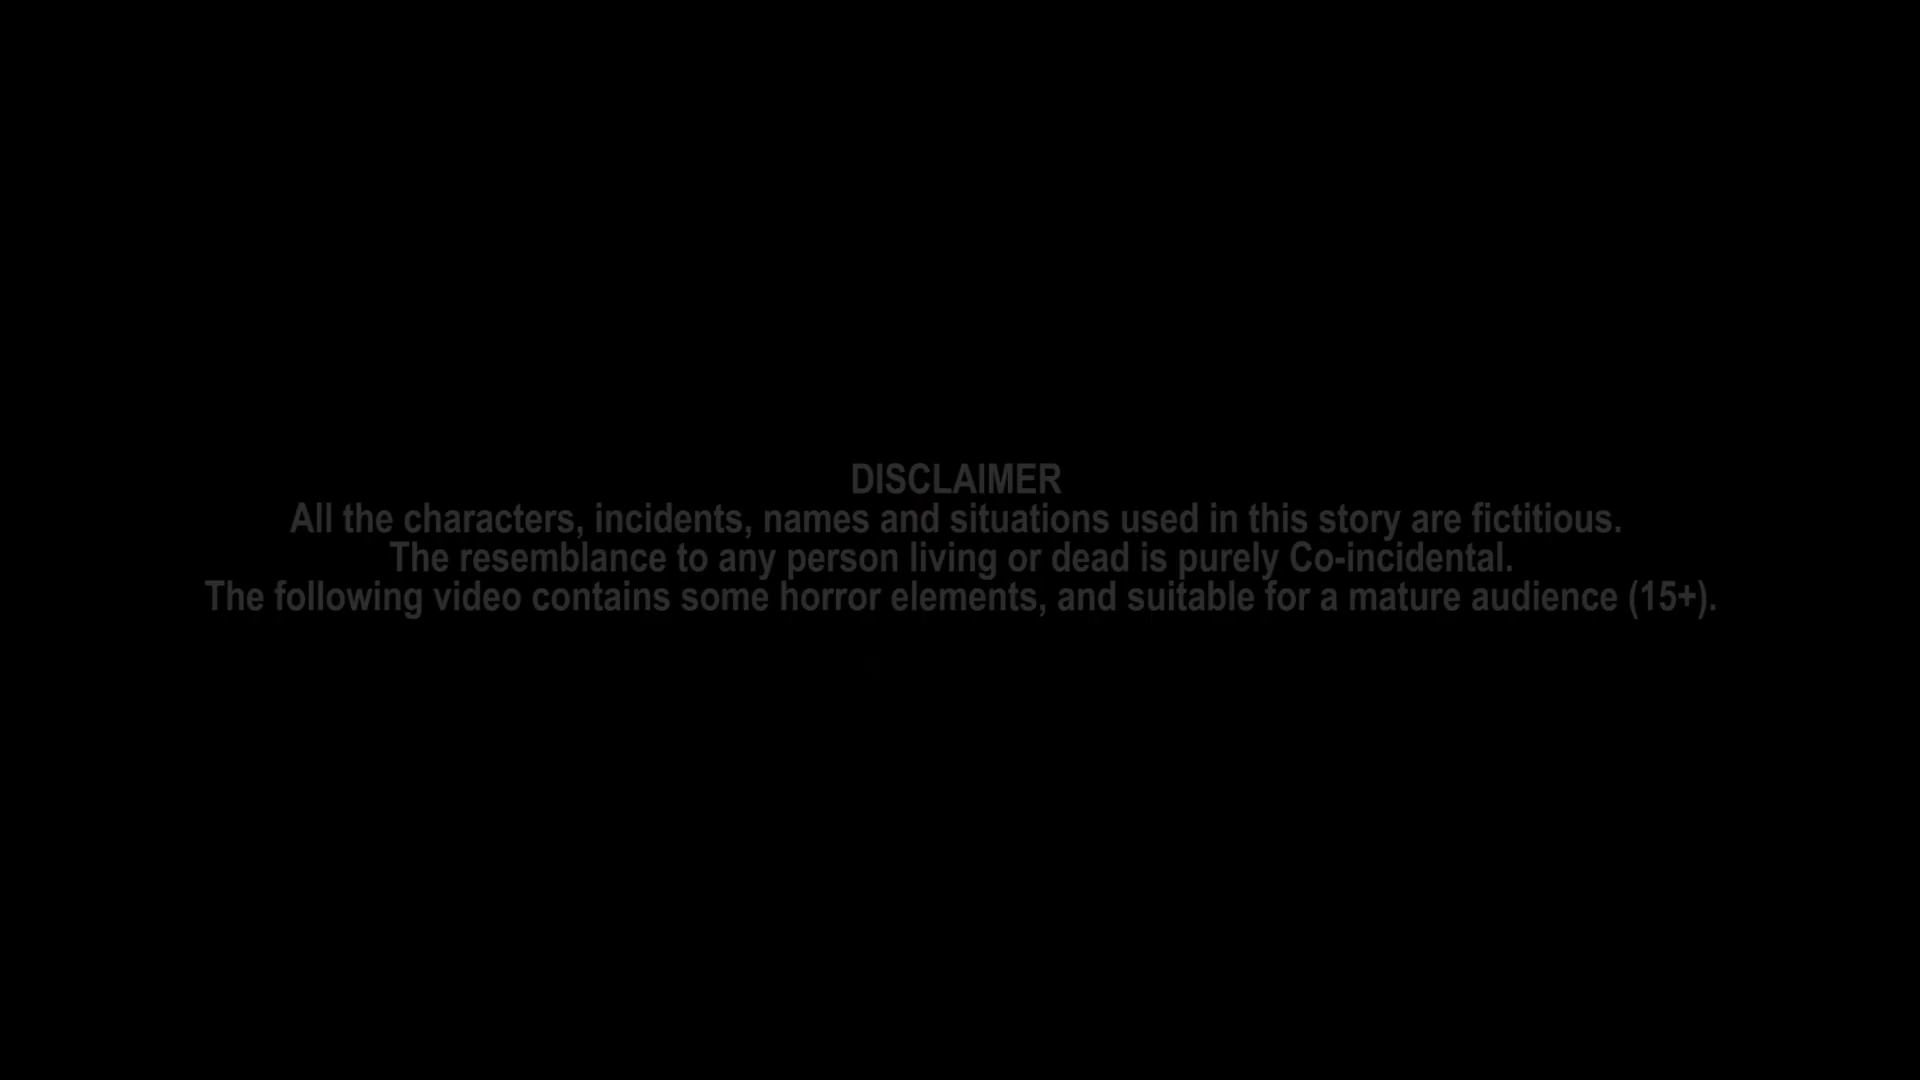 DISCLAIMER
All the characters, incidents, names and situations used in this story are fictitious.
The resemblance to any person living or dead is purely Co-incidental.
The following video contains some horror elements, and suitable for a mature audience (15+).